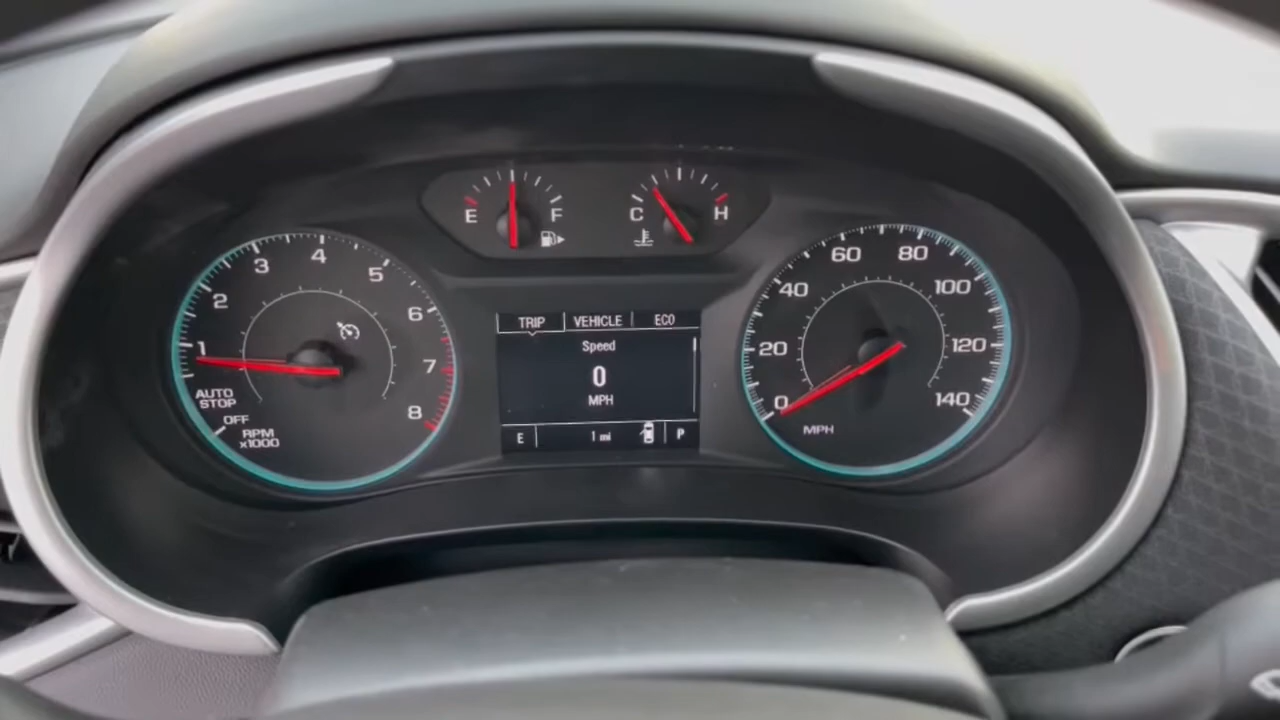 E F
C H
1 2 3 4 5 6 7 8
AUTO
STOP
OFF
RPM
x1000
TRIP VEHICLE ECO
Speed
0
MPH
E 1 mi P
0 20 40 60 80 100 120 140
MPH